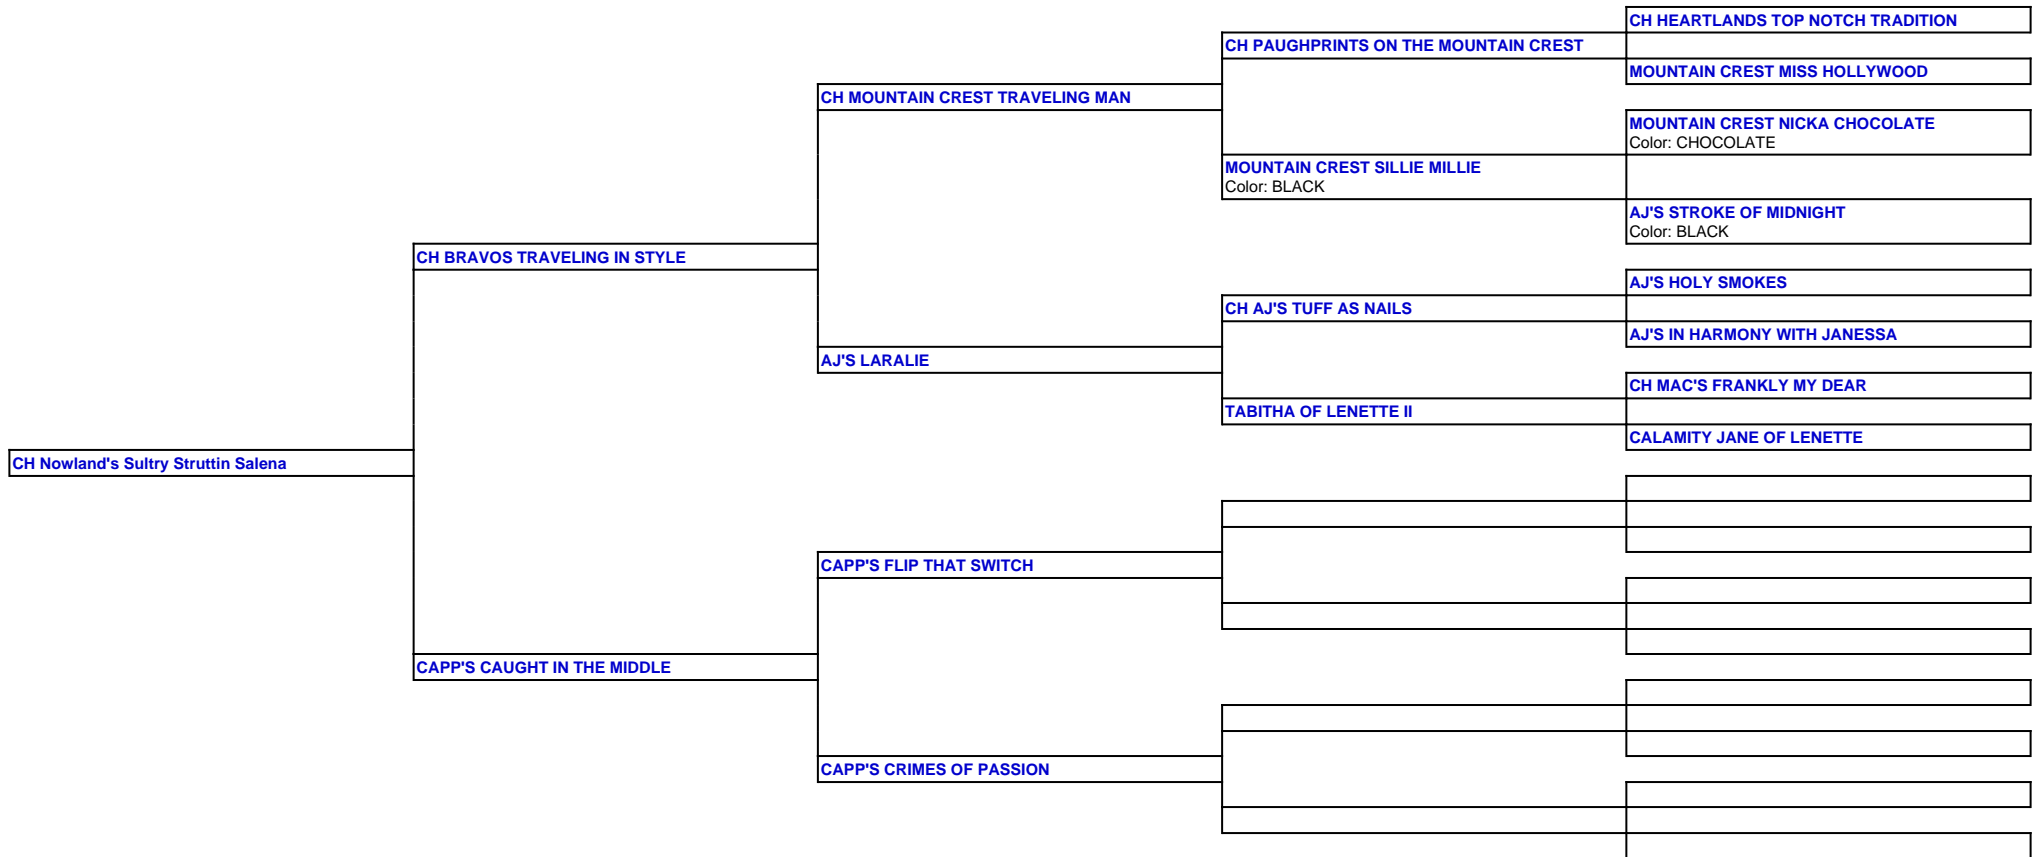 CH HEARTLANDS TOP NOTCH TRADITION
CH PAUGHPRINTS ON THE MOUNTAIN CREST
MOUNTAIN CREST MISS HOLLYWOOD
CH MOUNTAIN CREST TRAVELING MAN
MOUNTAIN CREST NICKA CHOCOLATE
Color: CHOCOLATE
MOUNTAIN CREST SILLIE MILLIE
Color: BLACK
AJ'S STROKE OF MIDNIGHT
Color: BLACK
CH BRAVOS TRAVELING IN STYLE
AJ'S HOLY SMOKES
CH AJ'S TUFF AS NAILS
AJ'S IN HARMONY WITH JANESSA
AJ'S LARALIE
CH MAC'S FRANKLY MY DEAR
TABITHA OF LENETTE II
CALAMITY JANE OF LENETTE
CH Nowland's Sultry Struttin Salena
CAPP'S FLIP THAT SWITCH
CAPP'S CAUGHT IN THE MIDDLE
CAPP'S CRIMES OF PASSION